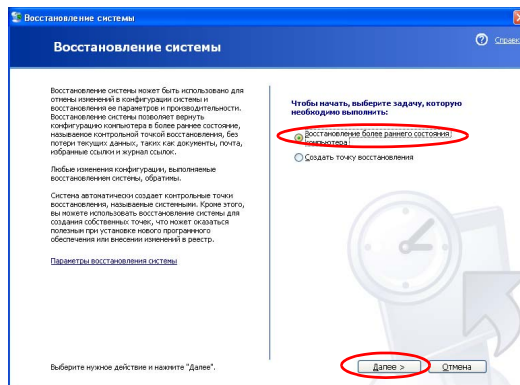 Восстановление системы
Восстановление системы
Справка
Восстановление системы может быть использовано для
отмены изменений в конфигурации системы и
восстановления ее параметров и производительности.
Восстановление системы позволяет вернуть
конфигурацию компьютера в более раннее состояние,
называемое контрольной точкой восстановления, без
потери текущих данных, таких как документы, почта,
избранные ссылки и журнал ссылок.
Любые изменения конфигурации, выполняемые
восстановлением системы, обратимы.
Система автоматически создает контрольные точки
восстановления, называемые системными. Кроме этого,
вы можете использовать восстановление системы для
создания собственных точек, что может оказаться
полезным при установке нового программного
обеспечения или внесении изменений в реестр.
Параметры восстановления системы
Выберите нужное действие и нажмите "Далее".
Чтобы начать, выберите задачу, которую
необходимо выполнить:
Восстановление более раннего состояния
компьютера
Создать точку восстановления
Далее >
Отмена